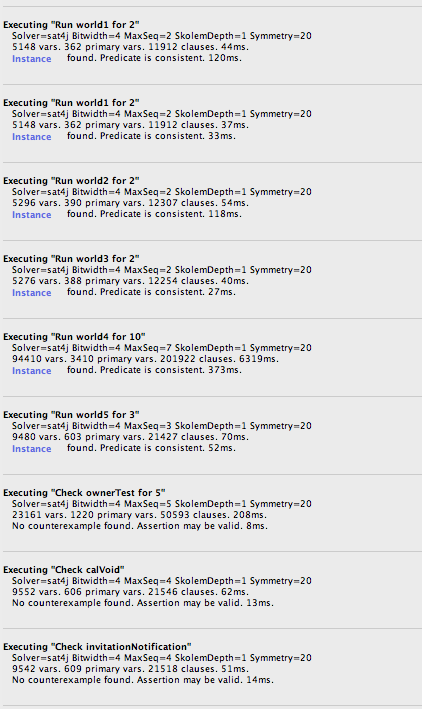 Executing "Run world1 for 2"
Solver=sat4j Bitwidth=4 MaxSeq=2 SkolemDepth=1 Symmetry=20
5148 vars. 362 primary vars. 11912 clauses. 44ms.
Instance found. Predicate is consistent. 120ms.
Executing "Run world1 for 2"
Solver=sat4j Bitwidth=4 MaxSeq=2 SkolemDepth=1 Symmetry=20
5148 vars. 362 primary vars. 11912 clauses. 37ms.
Instance found. Predicate is consistent. 33ms.
Executing "Run world2 for 2"
Solver=sat4j Bitwidth=4 MaxSeq=2 SkolemDepth=1 Symmetry=20
5296 vars. 390 primary vars. 12307 clauses. 54ms.
Instance found. Predicate is consistent. 118ms.
Executing "Run world3 for 2"
Solver=sat4j Bitwidth=4 MaxSeq=2 SkolemDepth=1 Symmetry=20
5276 vars. 388 primary vars. 12254 clauses. 40ms.
Instance found. Predicate is consistent. 27ms.
Executing "Run world4 for 10"
Solver=sat4j Bitwidth=4 MaxSeq=7 SkolemDepth=1 Symmetry=20
94410 vars. 3410 primary vars. 201922 clauses. 6319ms.
Instance found. Predicate is consistent. 373ms.
Executing "Run world5 for 3"
Solver=sat4j Bitwidth=4 MaxSeq=3 SkolemDepth=1 Symmetry=20
9480 vars. 603 primary vars. 21427 clauses. 70ms.
Instance found. Predicate is consistent. 52ms.
Executing "Check ownerTest for 5"
Solver=sat4j Bitwidth=4 MaxSeq=5 SkolemDepth=1 Symmetry=20
23161 vars. 1220 primary vars. 50593 clauses. 208ms.
No counterexample found. Assertion may be valid. 8ms.
Executing "Check calVoid"
Solver=sat4j Bitwidth=4 MaxSeq=4 SkolemDepth=1 Symmetry=20
9552 vars. 606 primary vars. 21546 clauses. 62ms.
No counterexample found. Assertion may be valid. 13ms.
Executing "Check invitationNotification"
Solver=sat4j Bitwidth=4 MaxSeq=4 SkolemDepth=1 Symmetry=20
9542 vars. 609 primary vars. 21518 clauses. 51ms.
No counterexample found. Assertion may be valid. 14ms.